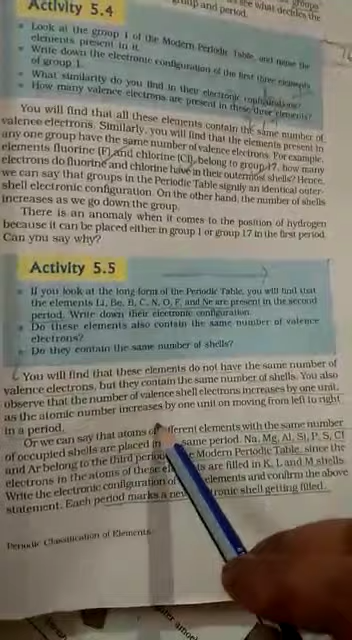 group and period.
see what decides the
groups
Activity 5.4
Look at the group 1 of the Modern Periodic Table, and name the
elements present in it.
Write down the electronic configuration of the first three elements
of group 1.
What similarity do you find in their electronic configurations?
How many valence electrons are present in these three elements?
You will find that all these elements contain the same number of
valence electrons. Similarly, you will find that the elements present in
any one group have the same number of valence electrons. For example,
elements fluorine (F) and chlorine (Cl), belong to group 17, how many
electrons do fluorine and chlorine have in their outermost shells? Hence,
we can say that groups in the Periodic Table signify an identical outer-
shell electronic configuration. On the other hand, the number of shells
increases as we go down the group.
There is an anomaly when it comes to the position of hydrogen
because it can be placed either in group 1 or group 17 in the first period.
Can you say why?
Activity 5.5
If you look at the long form of the Periodic Table, you will find that
the elements Li, Be, B, C, N, O, F, and Ne are present in the second
period. Write down their electronic configuration.
Do these elements also contain the same number of valence
electrons?
Do they contain the same number of shells?
You will find that these elements do not have the same number of
valence electrons, but they contain the same number of shells. You also
observe that the number of valence shell electrons increases by one unit,
as the atomic number increases by one unit on moving from left to right
in a period.
Or we can say that atoms of different elements with the same number
of occupied shells are placed in same period. Na, Mg, Al, Si, P, S, Cl
and Ar belong to the third period Modern Periodic Table, since the
electrons in the atoms of these are filled in K, L and M shells.
Write the electronic configuration of elements and confirm the above
statement. Each period marks a new electronic shell getting filled.
Periodic Classification of Elements